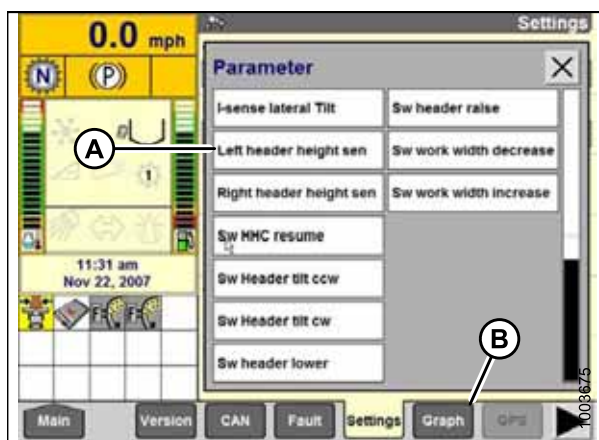 0.0 mph
Settings
N
(P)
Parameter
X
I-sense lateral Tilt
Sw header raise
A
Left header height sen
Sw work width decrease
1
Right header height sen
Sw work width increase
Sw HHC resume
11:31 am
Nov 22, 2007
Sw Header tilt ccw
Sw Header tilt cw
B
Sw header lower
Main
Version
CAN
Fault
Settings
Graph
GPS
1003675